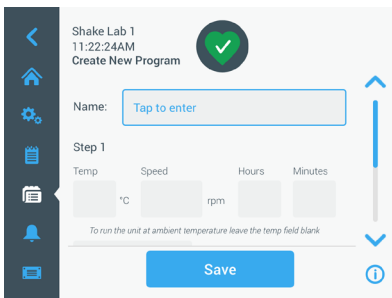 Shake Lab 1
11:22:24AM
Create New Program
Name: Tap to enter
Step 1
Temp Speed Hours Minutes
°C rpm
To run the unit at ambient temperature leave the temp field blank
Save